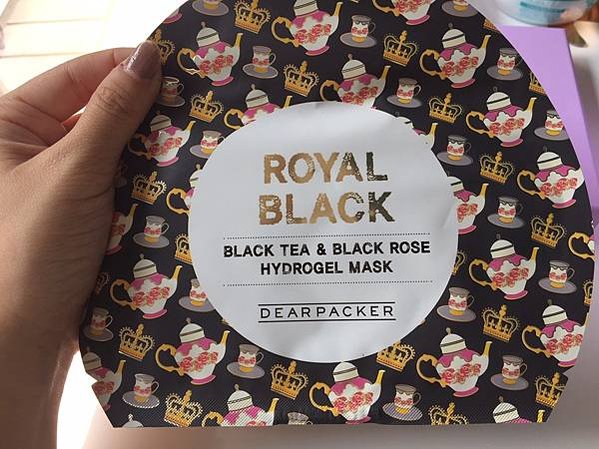 ROYAL
BLACK
BLACK TEA & BLACK ROSE
HYDROGEL MASK
DEARPACKER